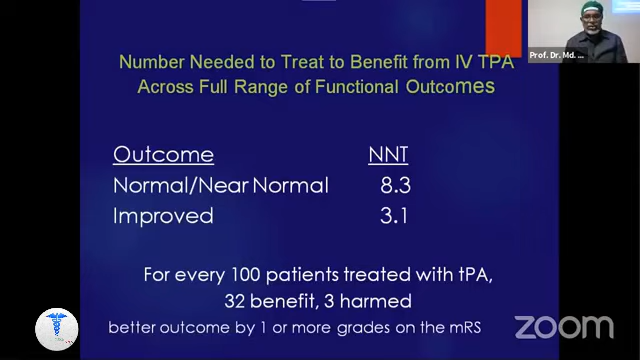 Number Needed to Treat to Benefit from IV TPA
Across Full Range of Functional Outcomes
Prof. Dr. Md. ...
Outcome NNT
Normal/Near Normal 8.3
Improved 3.1
For every 100 patients treated with tPA,
32 benefit, 3 harmed
better outcome by 1 or more grades on the mRS
zoom